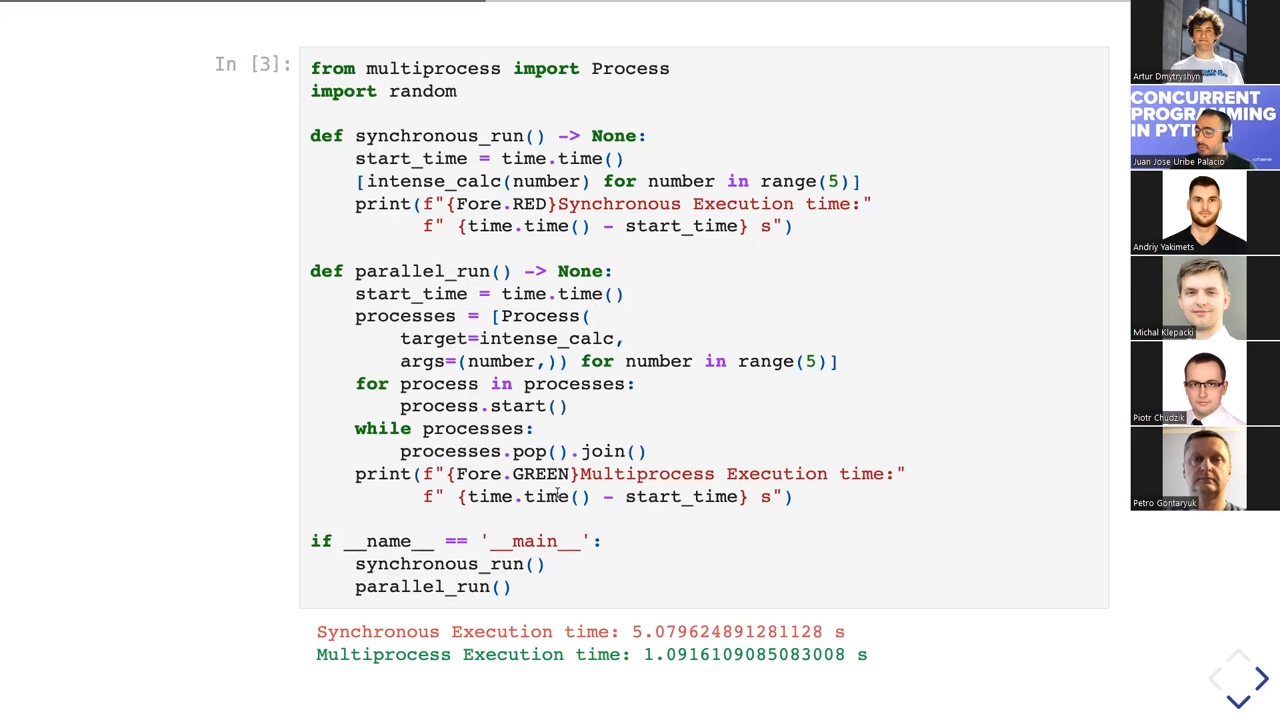 In [3]:
from multiprocess import Process
import random
def synchronous_run() -> None:
    start_time = time.time()
    [intense_calc(number) for number in range(5)]
    print(f"{Fore.RED}Synchronous Execution time:"
          f" {time.time() - start_time} s")
def parallel_run() -> None:
    start_time = time.time()
    processes = [Process(
        target=intense_calc,
        args=(number,)) for number in range(5)]
    for process in processes:
        process.start()
    while processes:
        processes.pop().join()
    print(f"{Fore.GREEN}Multiprocess Execution time:"
          f" {time.time() - start_time} s")
if __name__ == '__main__':
    synchronous_run()
    parallel_run()
Synchronous Execution time: 5.079624891281128 s
Multiprocess Execution time: 1.0916109085083008 s
Artur Dmytryshyn
CONCURRENT
PROGRAMMING
IN PYTH
softserve
Juan Jose Uribe Palacio
Andriy Yakimets
Michal Klepacki
Piotr Chudzik
Petro Gontaryuk